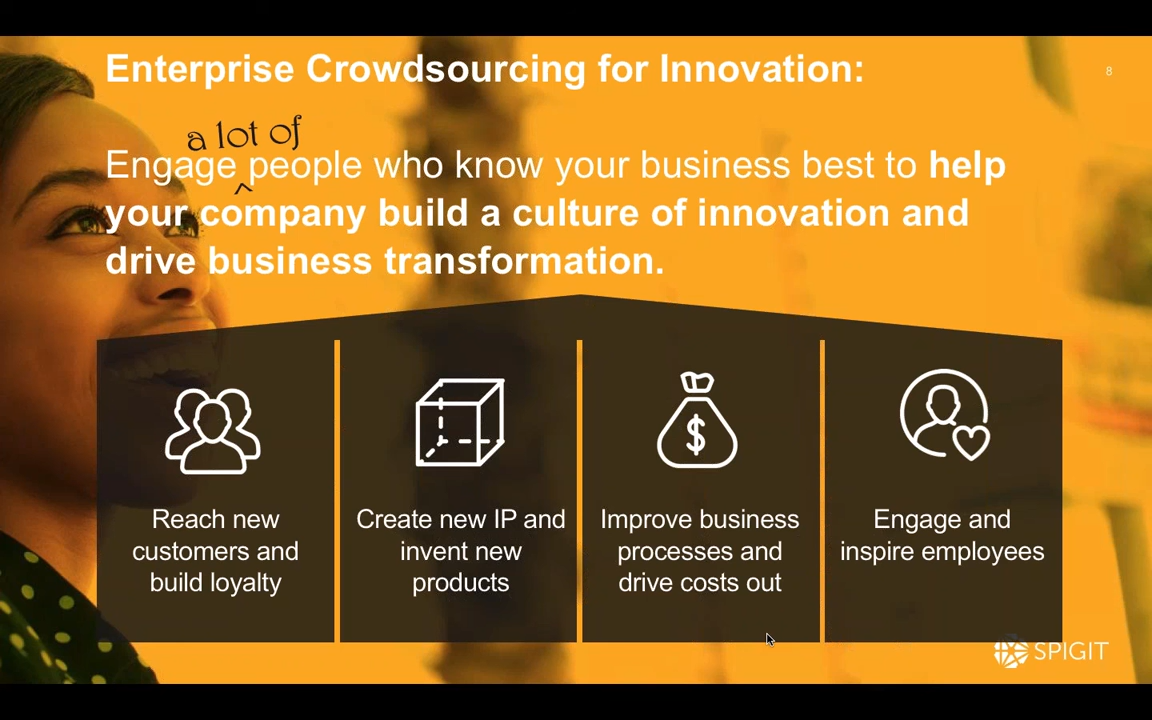 Enterprise Crowdsourcing for Innovation:
8
a lot of
Engage ^ people who know your business best to help
your company build a culture of innovation and
drive business transformation.
$
Reach new
customers and
build loyalty
Create new IP and
invent new
products
Improve business
processes and
drive costs out
Engage and
inspire employees
SPIGIT